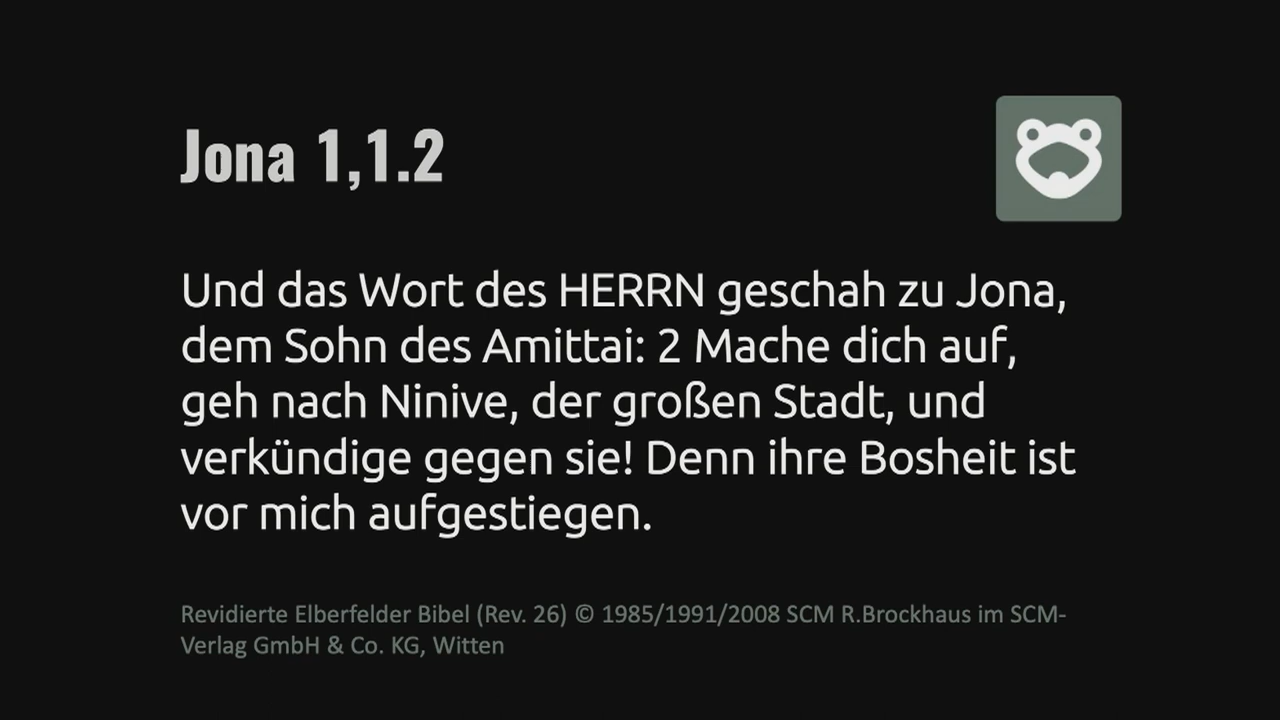 Jona 1,1.2
Und das Wort des HERRN geschah zu Jona,
dem Sohn des Amittai: 2 Mache dich auf,
geh nach Ninive, der großen Stadt, und
verkündige gegen sie! Denn ihre Bosheit ist
vor mich aufgestiegen.
Revidierte Elberfelder Bibel (Rev. 26) © 1985/1991/2008 SCM R.Brockhaus im SCM-
Verlag GmbH & Co. KG, Witten